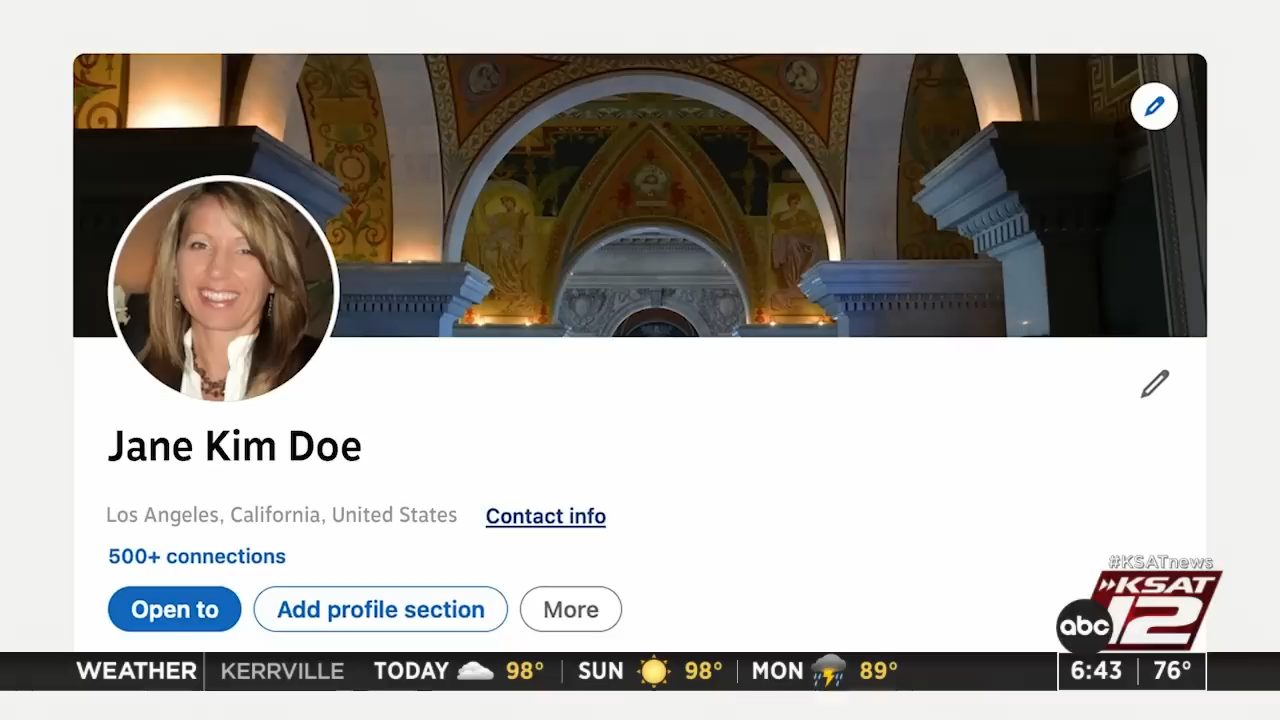 Jane Kim Doe
Los Angeles, California, United States Contact info
500+ connections
Open to Add profile section More
#KSATnews
KSAT
abc 12
WEATHER KERRVILLE TODAY 98° SUN 98° MON 89° 6:43 76°